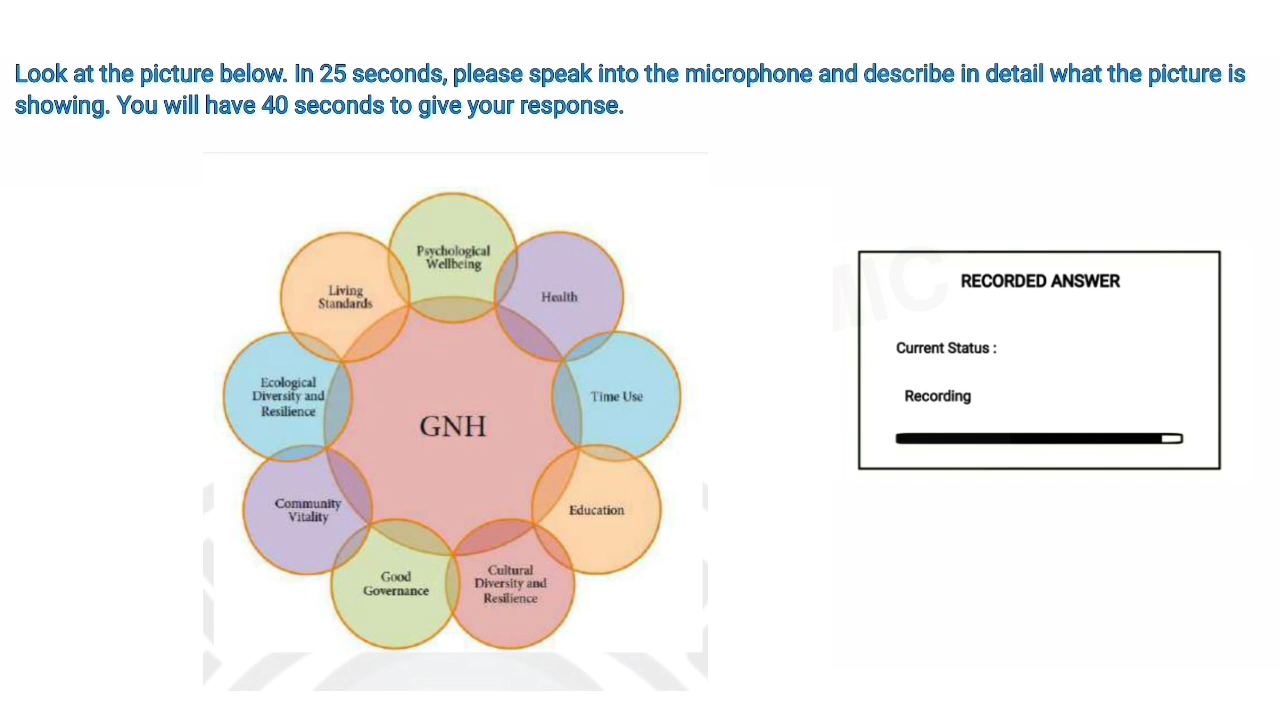 Look at the picture below. In 25 seconds, please speak into the microphone and describe in detail what the picture is
showing. You will have 40 seconds to give your response.
Psychological
Wellbeing
Living
Standards
Health
Ecological
Diversity and
Resilience
Time Use
GNH
Community
Vitality
Education
Good
Governance
Cultural
Diversity and
Resilience
MC
RECORDED ANSWER
Current Status :
Recording